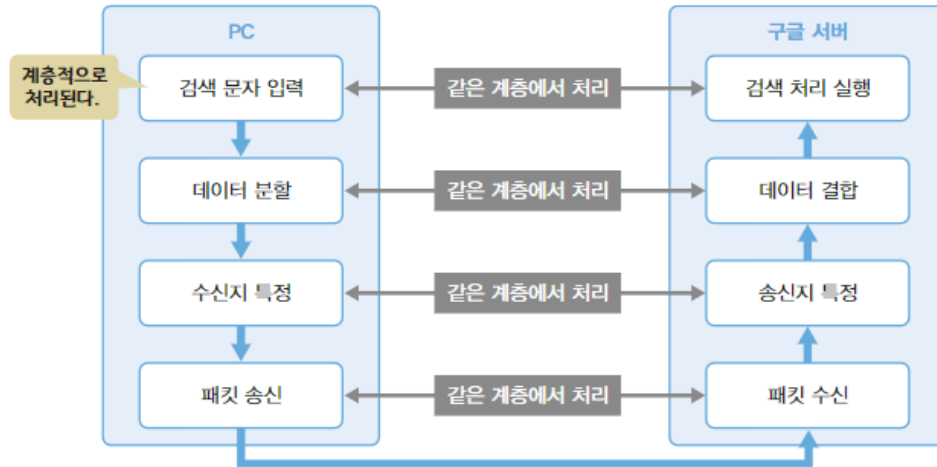 PC
구글 서버
계층적으로
처리된다.
검색 문자 입력
같은 계층에서 처리
검색 처리 실행
데이터 분할
같은 계층에서 처리
데이터 결합
수신지 특정
같은 계층에서 처리
송신지 특정
패킷 송신
같은 계층에서 처리
패킷 수신